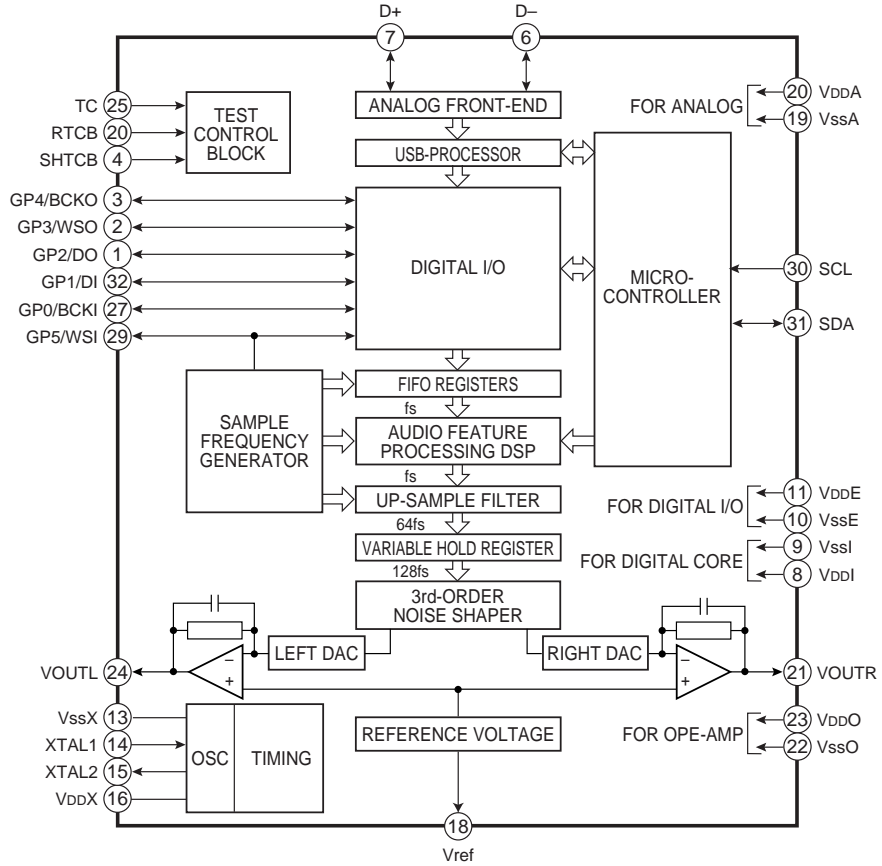 D+ D–
7 6
TC 25
RTCB 20
SHTCB 4
TEST
CONTROL
BLOCK
ANALOG FRONT-END
USB-PROCESSOR
FOR ANALOG
20 VDDA
19 VssA
GP4/BCKO 3
GP3/WSO 2
GP2/DO 1
GP1/DI 32
GP0/BCKI 27
GP5/WSI 29
DIGITAL I/O
MICRO-
CONTROLLER
30 SCL
31 SDA
SAMPLE
FREQUENCY
GENERATOR
FIFO REGISTERS
fs
AUDIO FEATURE
PROCESSING DSP
fs
UP-SAMPLE FILTER
64fs
VARIABLE HOLD REGISTER
128fs
3rd-ORDER
NOISE SHAPER
FOR DIGITAL I/O
11 VDDE
10 VssE
FOR DIGITAL CORE
9 VssI
8 VDDI
LEFT DAC
RIGHT DAC
VOUTL 24
–
+
–
+
21 VOUTR
VssX 13
XTAL1 14
XTAL2 15
VDDX 16
OSC TIMING
REFERENCE VOLTAGE
FOR OPE-AMP
23 VDDO
22 VssO
18
Vref